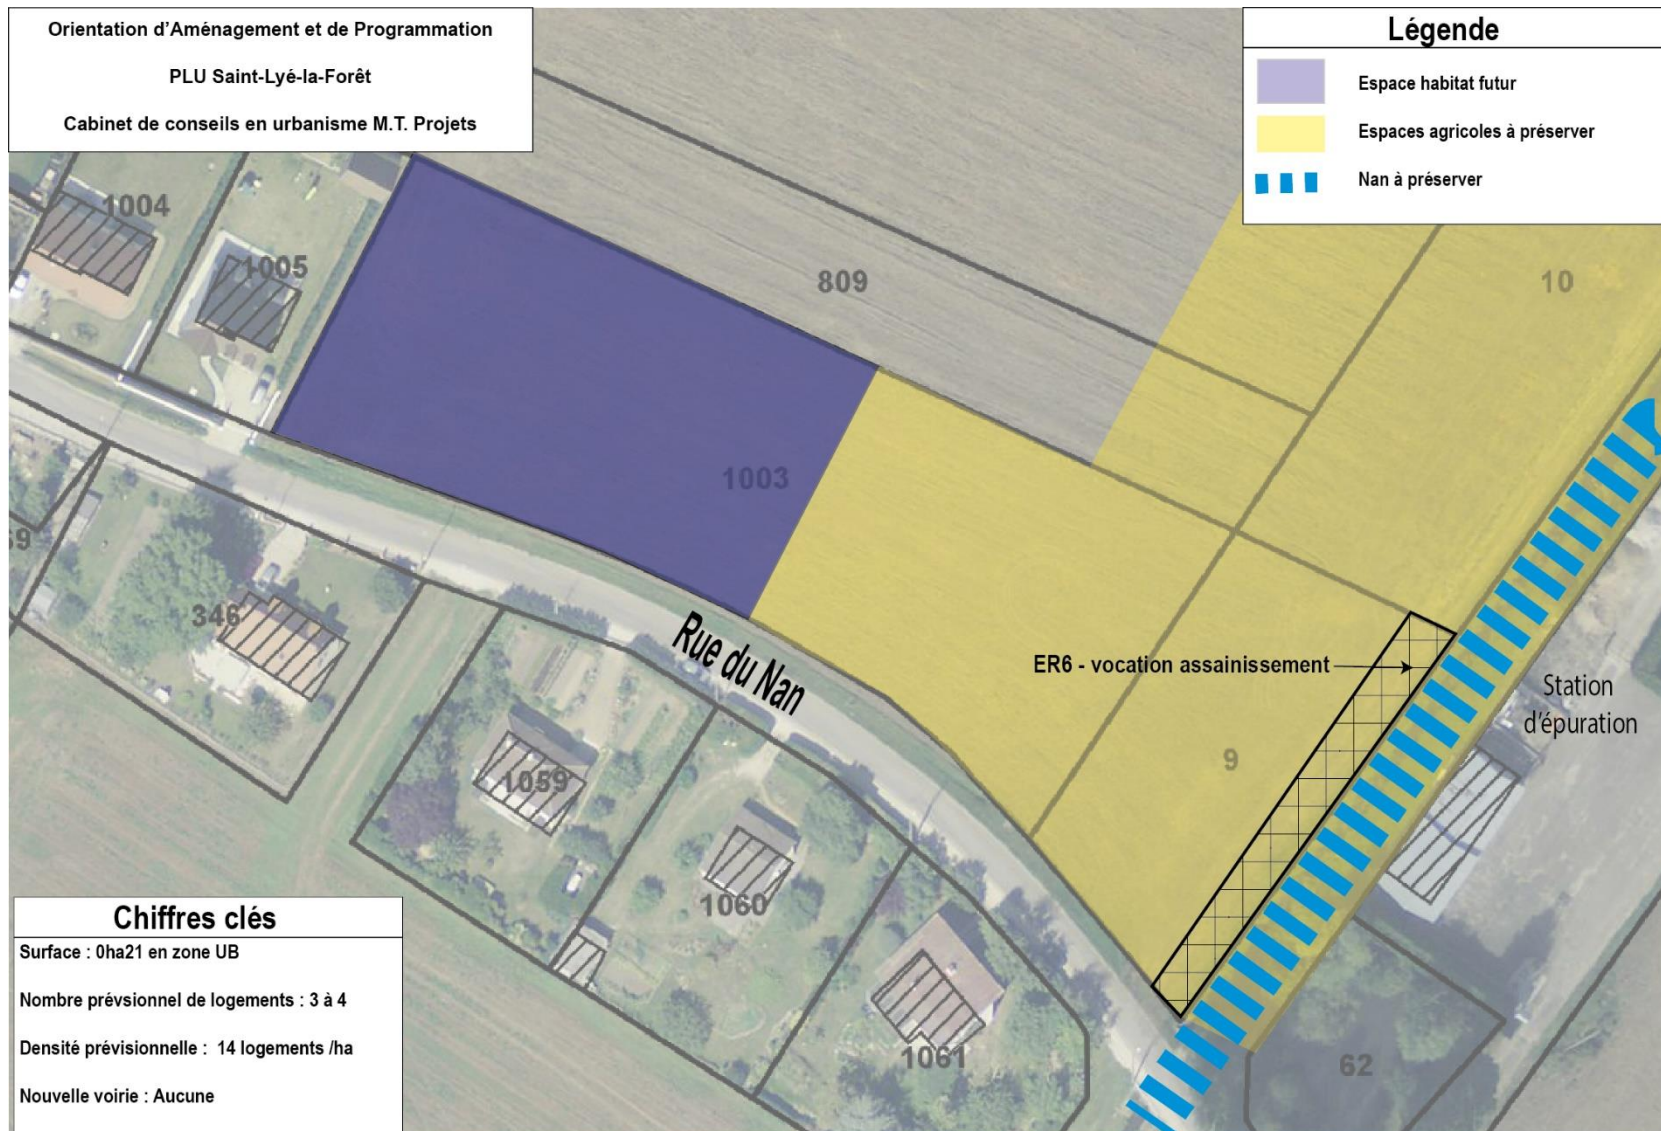 Orientation d'Aménagement et de Programmation
PLU Saint-Lyé-la-Forêt
Cabinet de conseils en urbanisme M.T. Projets
Légende
Espace habitat futur
Espaces agricoles à préserver
Nan à préserver
1004
1005
809
10
1003
69
346
Rue du Nan
ER6 - vocation assainissement
Station
d'épuration
9
1059
1060
1061
62
Chiffres clés
Surface : 0ha21 en zone UB
Nombre prévsionnel de logements : 3 à 4
Densité prévisionnelle : 14 logements /ha
Nouvelle voirie : Aucune